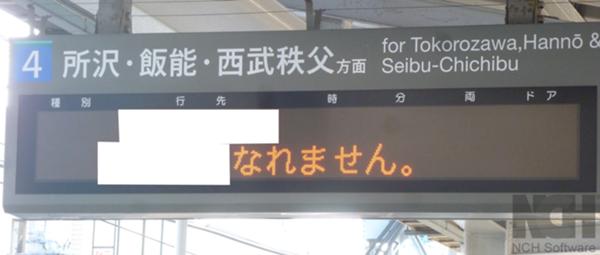 4 所沢・飯能・西武秩父方面 for Tokorozawa,Hannō &
Seibu-Chichibu
種別 行先 時分 両 ドア
なれません。
NCH
NCH Software